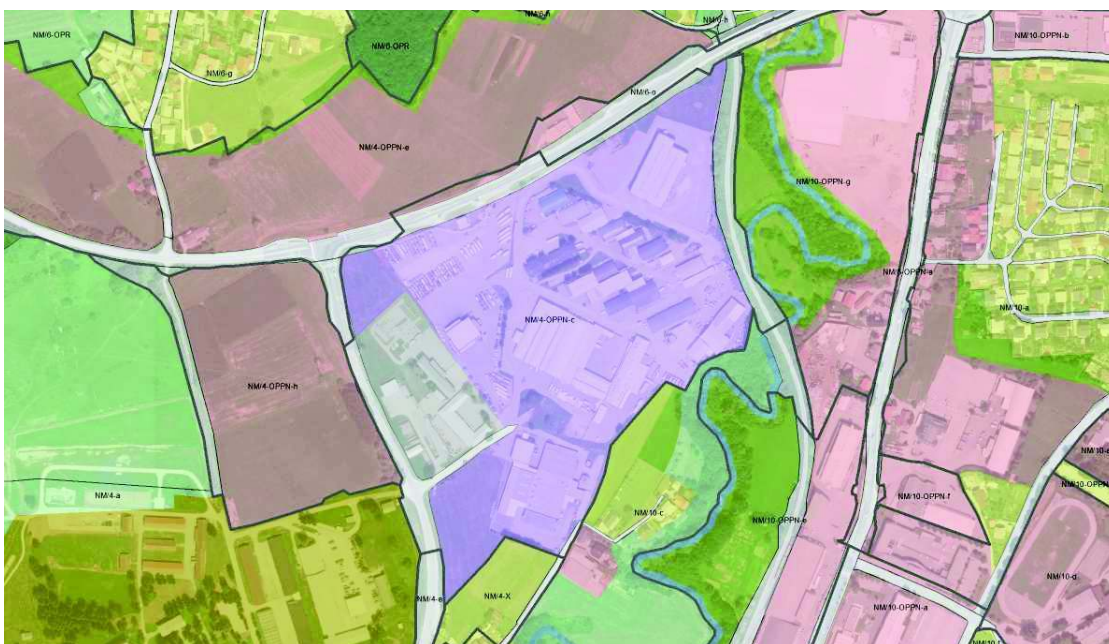 NM/6-OPR
NM/6-OPR
NM/10-OPPN-b
NM/6-g
NM/6-e
NM/4-OPPN-e
NM/10-OPPN-g
NM/10-a
NM/4-OPPN-c
NM/4-OPPN-h
NM/4-a
NM/10-OPPN-f
NM/10-c
NM/10-OPPN-e
NM/10-d
NM/4-e
NM/4-X
NM/10-OPPN-a